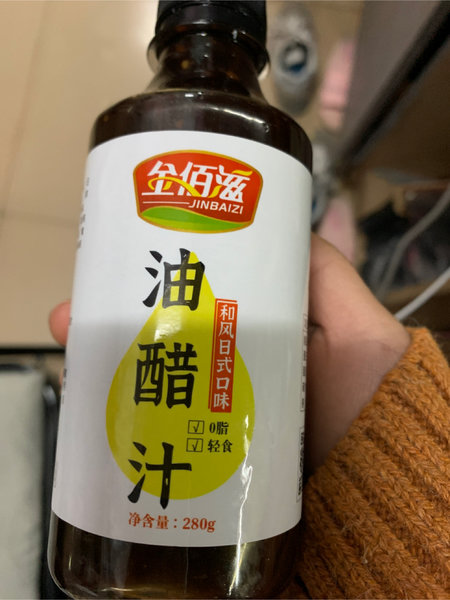 金佰滋
JINBAIZI
油醋汁
和风日式口味
0脂
轻食
净含量：280g